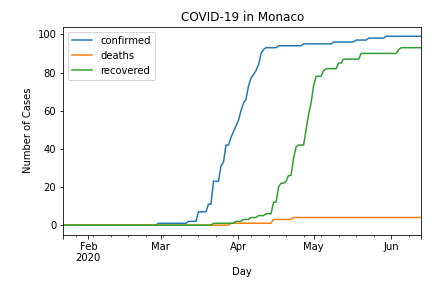 COVID-19 in Monaco
confirmed
deaths
recovered
Number of Cases
100
80
60
40
20
0
Feb
2020
Mar
Apr
May
Jun
Day